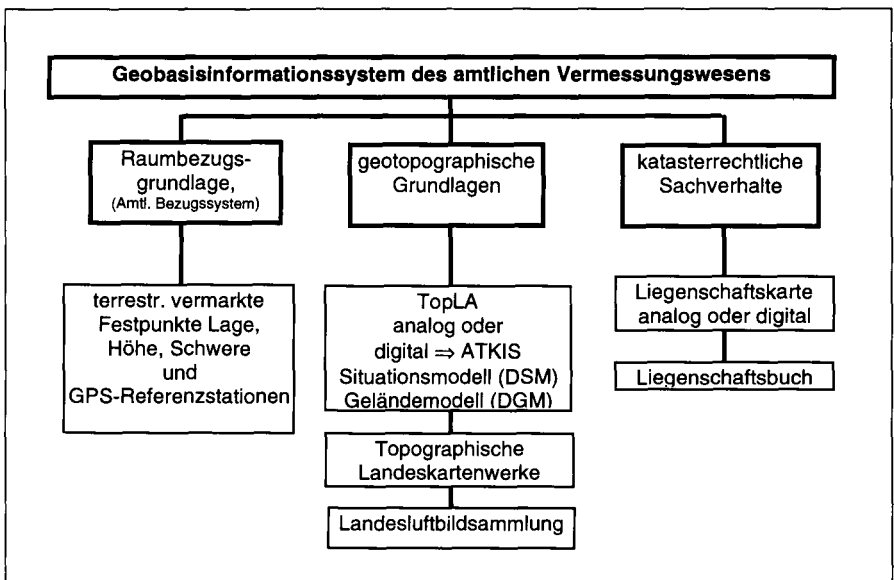 Geobasisinformationssystem des amtlichen Vermessungswesens
Raumbezugs-
grundlage,
(Amtl. Bezugssystem)
terrestr. vermarkte
Festpunkte Lage,
Höhe, Schwere
und
GPS-Referenzstationen
geotopographische
Grundlagen
TopLA
analog oder
digital ⇒ ATKIS
Situationsmodell (DSM)
Geländemodell (DGM)
Topographische
Landeskartenwerke
Landesluftbildsammlung
katasterrechtliche
Sachverhalte
Liegenschaftskarte
analog oder digital
Liegenschaftsbuch